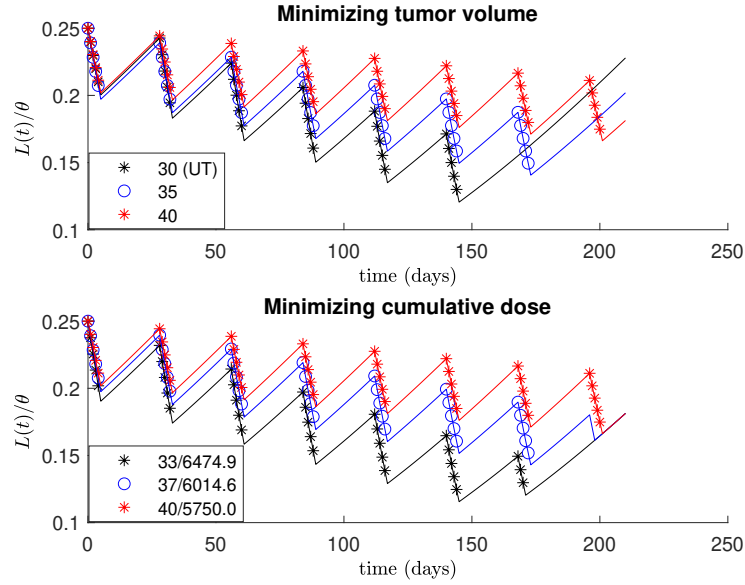 Minimizing tumor volume
0.25
0.2
0.15
0.1
L(t)/θ
30 (UT)
35
40
0 50 100 150 200 250
time (days)
Minimizing cumulative dose
0.25
0.2
0.15
0.1
L(t)/θ
33/6474.9
37/6014.6
40/5750.0
0 50 100 150 200 250
time (days)